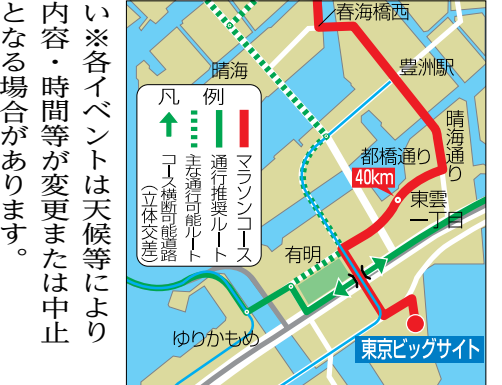 い※各イベントは天候等により
内容・時間等が変更または中止
となる場合があります。
春海橋西
晴海
豊洲駅
晴海通り
都橋通り
40km
東雲
一丁目
有明
ゆりかもめ
東京ビッグサイト
凡例
マラソンコース
通行推奨ルート
主な通行可能ルート
コース横断可能道路
(立体交差)